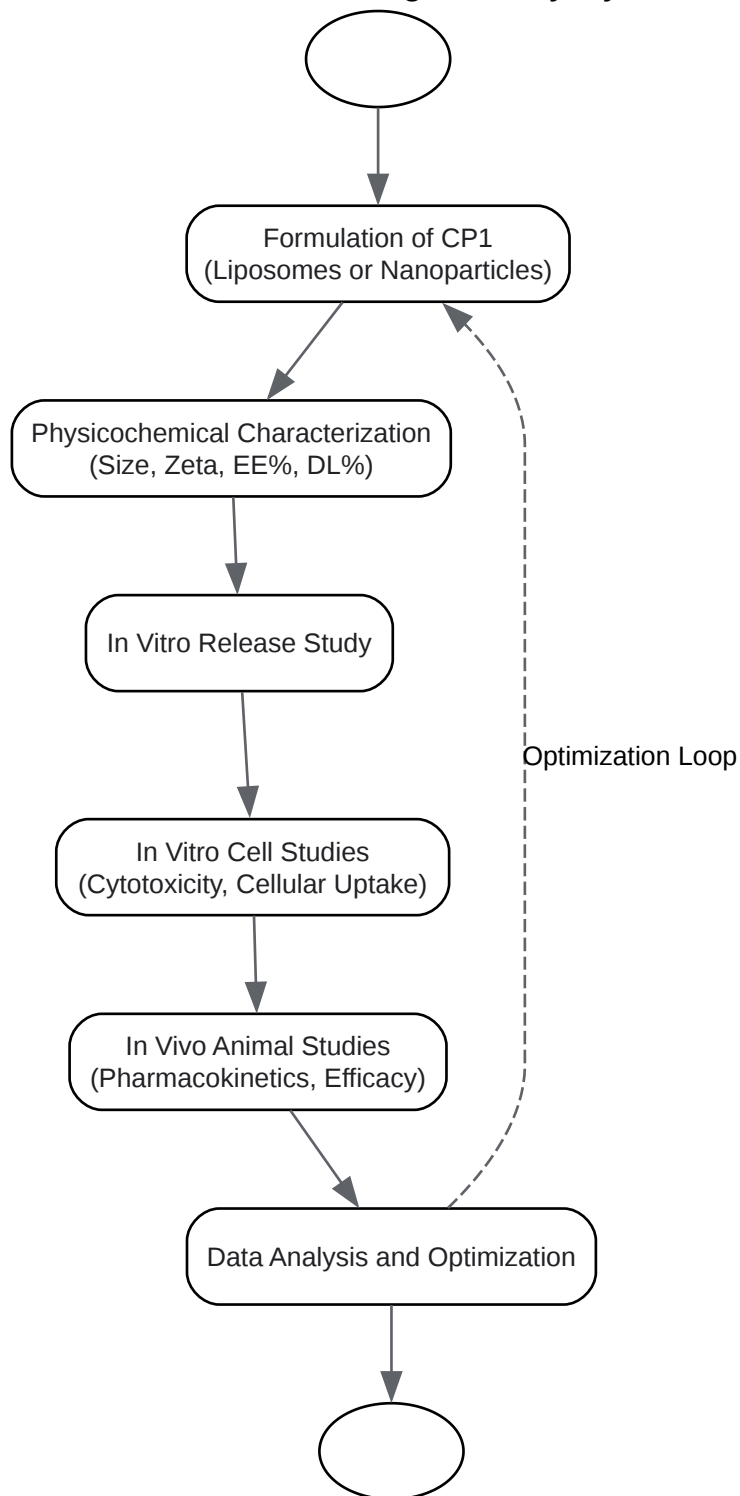 Formulation of CP1
(Liposomes or Nanoparticles)
Physicochemical Characterization
(Size, Zeta, EE%, DL%)
In Vitro Release Study
Optimization Loop
In Vitro Cell Studies
(Cytotoxicity, Cellular Uptake)
In Vivo Animal Studies
(Pharmacokinetics, Efficacy)
Data Analysis and Optimization